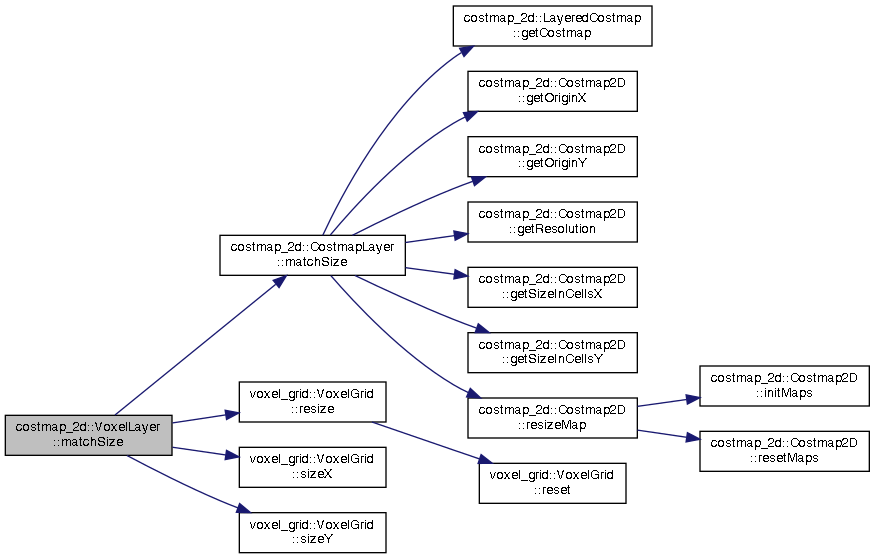 costmap_2d::LayeredCostmap
::getCostmap
costmap_2d::Costmap2D
::getOriginX
costmap_2d::Costmap2D
::getOriginY
costmap_2d::Costmap2D
::getResolution
costmap_2d::CostmapLayer
::matchSize
costmap_2d::Costmap2D
::getSizeInCellsX
costmap_2d::Costmap2D
::getSizeInCellsY
costmap_2d::Costmap2D
::initMaps
voxel_grid::VoxelGrid
::resize
costmap_2d::Costmap2D
::resizeMap
costmap_2d::VoxelLayer
::matchSize
costmap_2d::Costmap2D
::resetMaps
voxel_grid::VoxelGrid
::sizeX
voxel_grid::VoxelGrid
::reset
voxel_grid::VoxelGrid
::sizeY